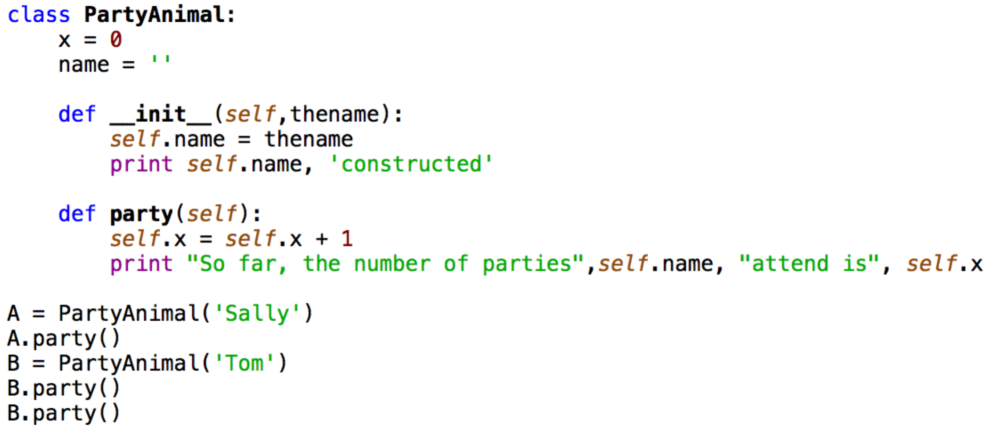 class PartyAnimal:
    x = 0
    name = ''

    def __init__(self,thename):
        self.name = thename
        print self.name, 'constructed'

    def party(self):
        self.x = self.x + 1
        print "So far, the number of parties",self.name, "attend is", self.x

A = PartyAnimal('Sally')
A.party()
B = PartyAnimal('Tom')
B.party()
B.party()